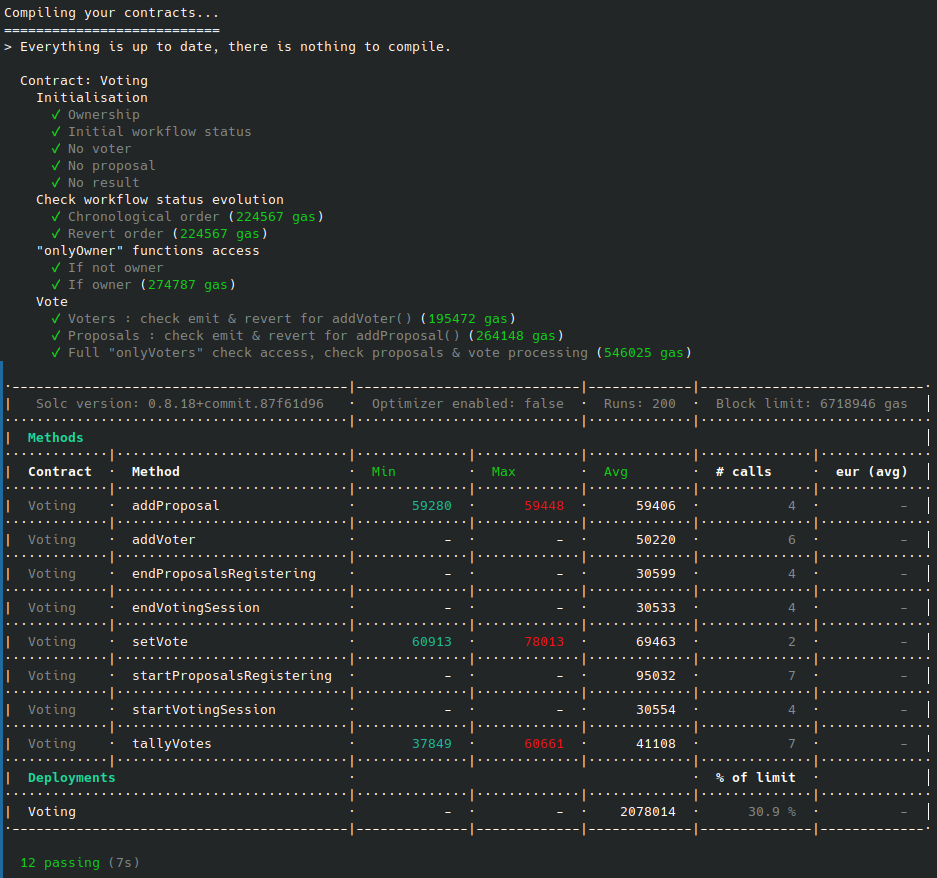 Compiling your contracts...
===========================
> Everything is up to date, there is nothing to compile.
Contract: Voting
Initialisation
✓ Ownership
✓ Initial workflow status
✓ No voter
✓ No proposal
✓ No result
Check workflow status evolution
✓ Chronological order (224567 gas)
✓ Revert order (224567 gas)
"onlyOwner" functions access
✓ If not owner
✓ If owner (274787 gas)
Vote
✓ Voters : check emit & revert for addVoter() (195472 gas)
✓ Proposals : check emit & revert for addProposal() (264148 gas)
✓ Full "onlyVoters" check access, check proposals & vote processing (546025 gas)
Solc version: 0.8.18+commit.87f61d96 · Optimizer enabled: false · Runs: 200 · Block limit: 6718946 gas
Methods
Contract · Method · Min · Max · Avg · # calls · eur (avg)
Voting · addProposal · 59280 · 59448 · 59406 · 4 · -
Voting · addVoter · - · - · 50220 · 6 · -
Voting · endProposalsRegistering · - · - · 30599 · 4 · -
Voting · endVotingSession · - · - · 30533 · 4 · -
Voting · setVote · 60913 · 78013 · 69463 · 2 · -
Voting · startProposalsRegistering · - · - · 95032 · 7 · -
Voting · startVotingSession · - · - · 30554 · 4 · -
Voting · tallyVotes · 37849 · 60661 · 41108 · 7 · -
Deployments · · % of limit ·
Voting · - · - · 2078014 · 30.9 % · -
12 passing (7s)